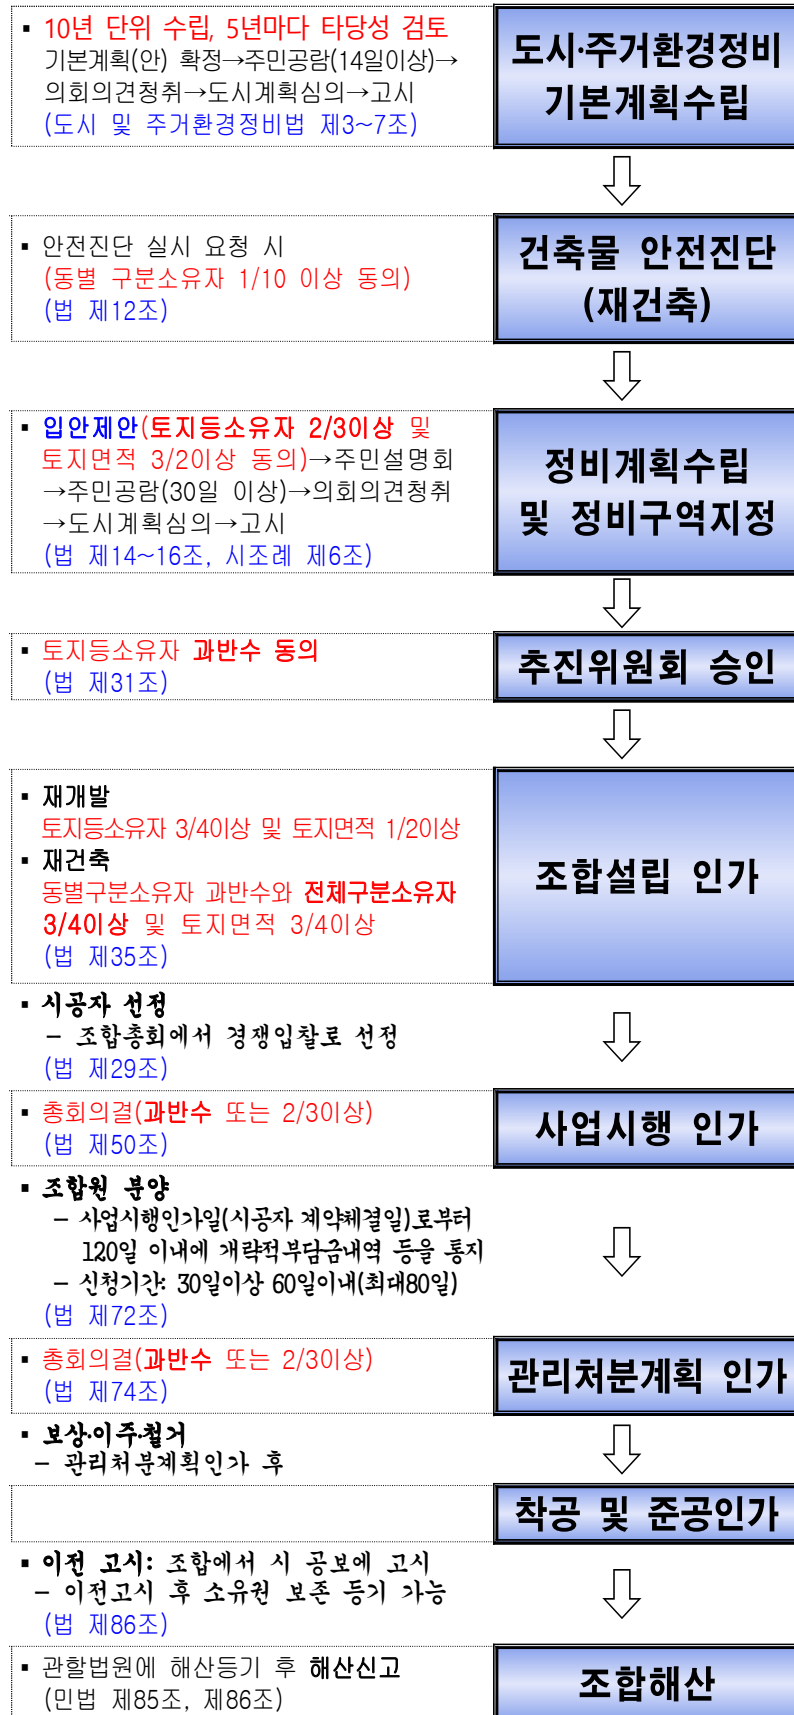 ▪ 10년 단위 수립, 5년마다 타당성 검토
기본계획(안) 확정→주민공람(14일이상)→
의회의견청취→도시계획심의→고시
(도시 및 주거환경정비법 제3~7조)
도시·주거환경정비
기본계획수립
▪ 안전진단 실시 요청 시
(동별 구분소유자 1/10 이상 동의)
(법 제12조)
건축물 안전진단
(재건축)
▪ 입안제안(토지등소유자 2/3이상 및
토지면적 3/2이상 동의)→주민설명회
→주민공람(30일 이상)→의회의견청취
→도시계획심의→고시
(법 제14~16조, 시조례 제6조)
정비계획수립
및 정비구역지정
▪ 토지등소유자 과반수 동의
(법 제31조)
추진위원회 승인
▪ 재개발
토지등소유자 3/4이상 및 토지면적 1/2이상
▪ 재건축
동별구분소유자 과반수와 전체구분소유자
3/4이상 및 토지면적 3/4이상
(법 제35조)
조합설립 인가
▪ 시공자 선정
– 조합총회에서 경쟁입찰로 선정
(법 제29조)
▪ 총회의결(과반수 또는 2/3이상)
(법 제50조)
사업시행 인가
▪ 조합원 분양
– 사업시행인가일(시공자 계약체결일)로부터
120일 이내에 개략적부담금내역 등을 통지
– 신청기간: 30일이상 60일이내(최대80일)
(법 제72조)
▪ 총회의결(과반수 또는 2/3이상)
(법 제74조)
관리처분계획 인가
▪ 보상·이주·철거
– 관리처분계획인가 후
착공 및 준공인가
▪ 이전 고시: 조합에서 시 공보에 고시
– 이전고시 후 소유권 보존 등기 가능
(법 제86조)
▪ 관할법원에 해산등기 후 해산신고
(민법 제85조, 제86조)
조합해산